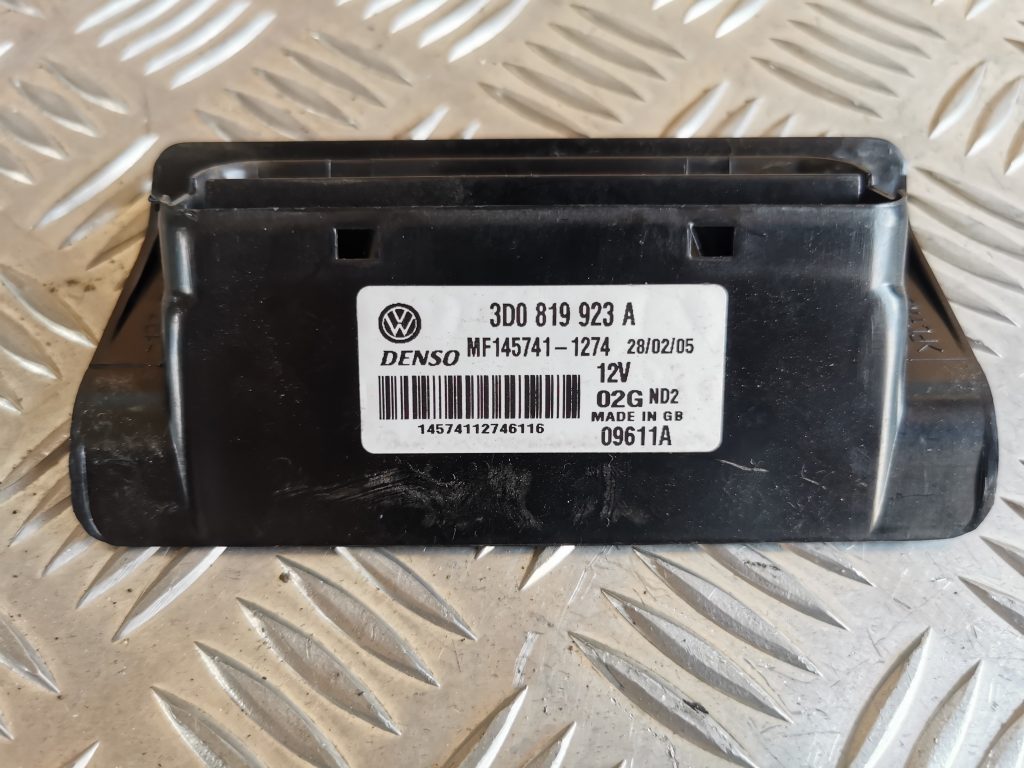 3D0 819 923 A
DENSO MF145741-1274 28/02/05
12V
02G ND2
MADE IN GB
14574112746116 09611A